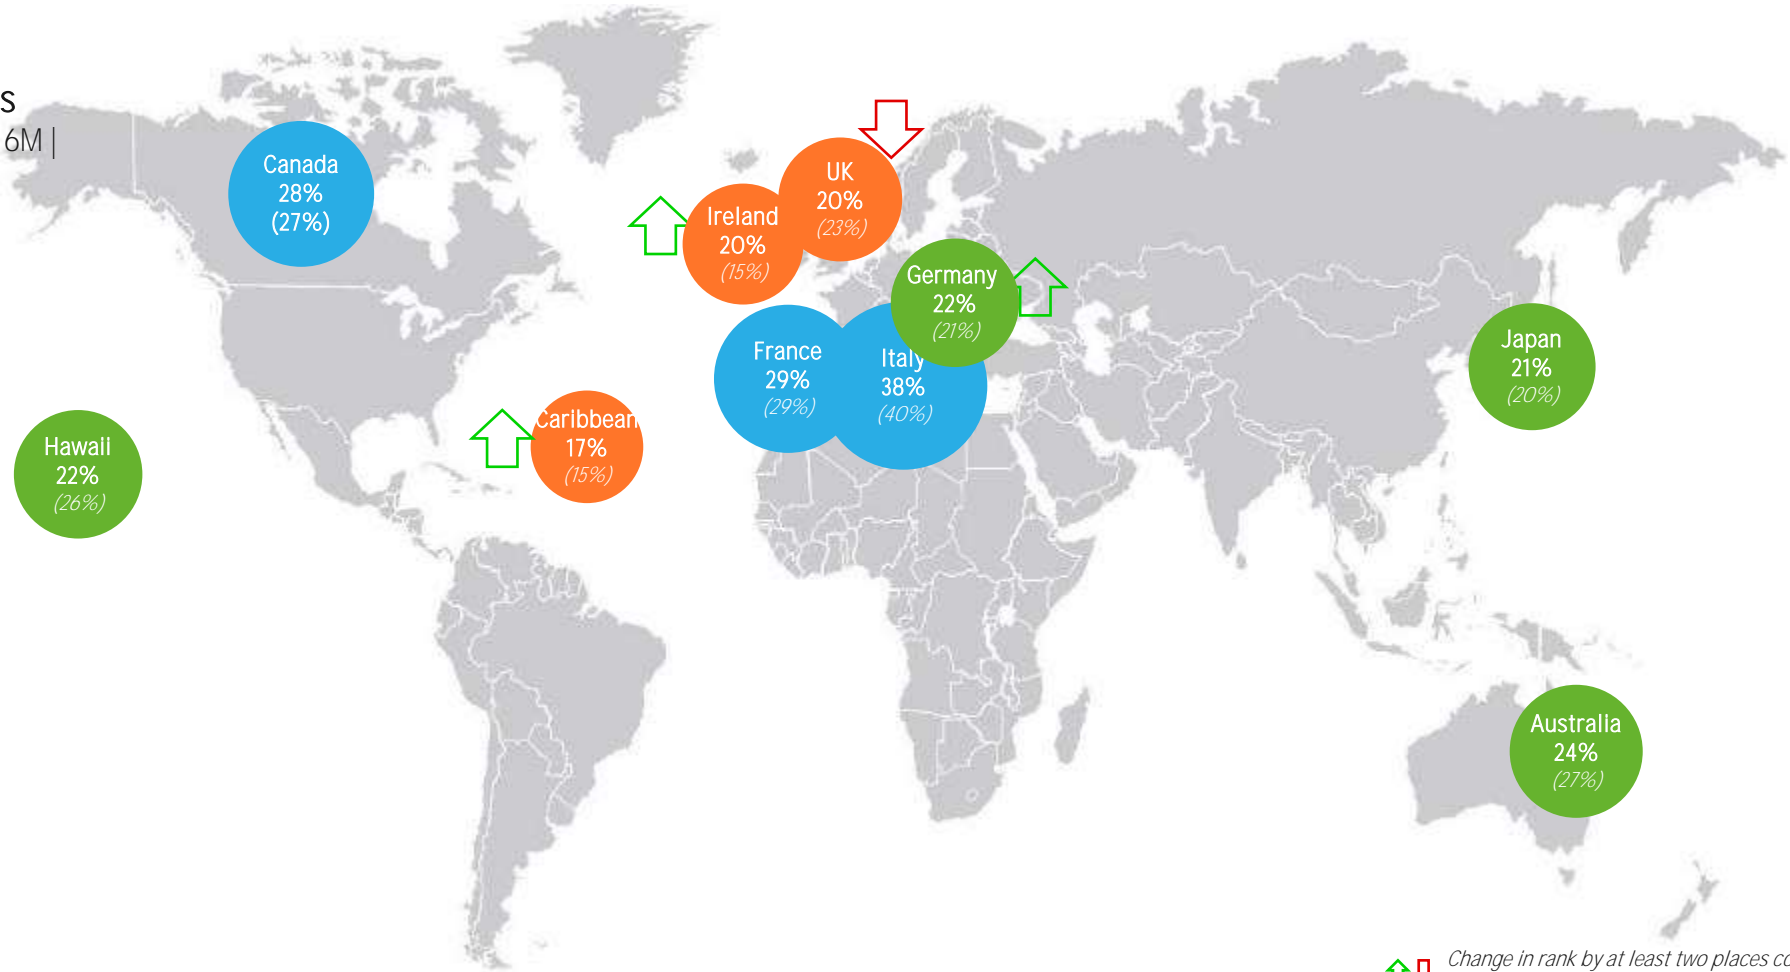 s
6M |
Canada
28%
(27%)
UK
20%
(23%)
Ireland
20%
(15%)
Germany
22%
(21%)
France
29%
(29%)
Italy
38%
(40%)
Japan
21%
(20%)
Caribbean
17%
(15%)
Hawaii
22%
(26%)
Australia
24%
(27%)
Change in rank by at least two places